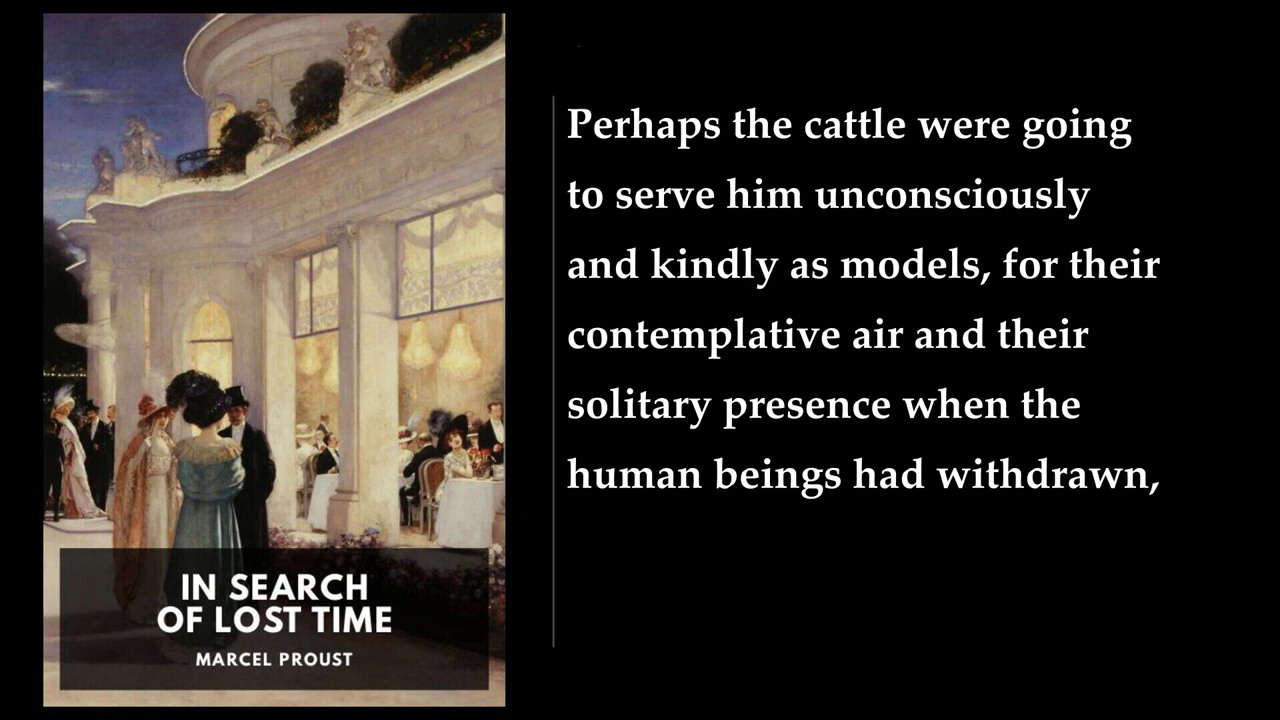 IN SEARCH
OF LOST TIME
MARCEL PROUST
Perhaps the cattle were going
to serve him unconsciously
and kindly as models, for their
contemplative air and their
solitary presence when the
human beings had withdrawn,